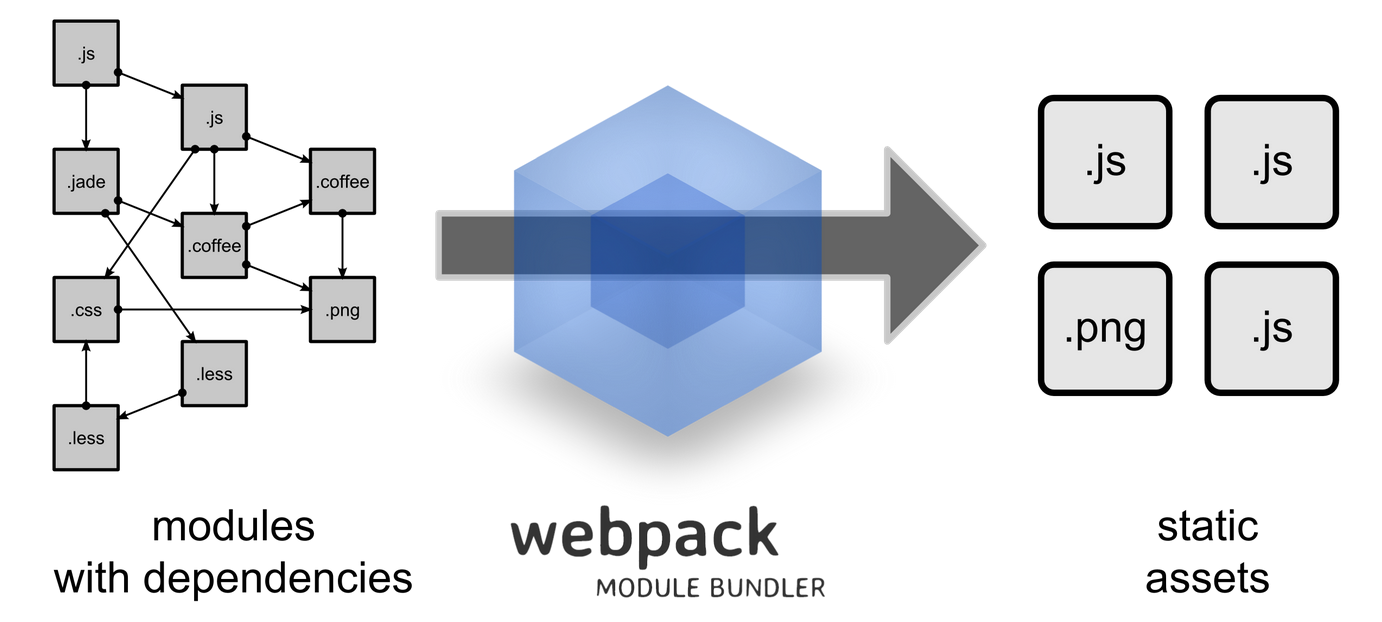 .js
.js
.jade
.coffee
.coffee
.css
.png
.less
.less
modules
with dependencies
webpack
MODULE BUNDLER
.js
.js
.png
.js
static
assets